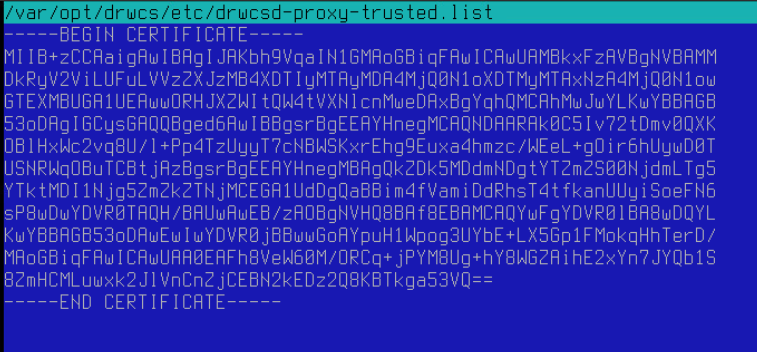 /var/opt/drwcs/etc/drwcsd-proxy-trusted.list
-----BEGIN CERTIFICATE-----
MIIB+zCCAaigAwIBAgIJAKbh9VqaIN1GMAoGBiqFAwICAwUAMBkxFzAVBgNVBAMM
DkRyV2ViLUFuLVVzZXJzMB4XDTIyMTAyMDA4MjQ0N1oXDTMyMTAxNzA4MjQ0N1ow
GTEXMBUGA1UEAwwORHJXZWItQW4tVXNlcnMweDAxBgYqhQMCAhMwJwYLKwYBBAGB
53oDAgIGCysGAQQBged6AwIBBgsrBgEEAYHnegMCAQNDAARAk0C5Iv72tDmv0QXK
OBlHxWc2vq8U/l+Pp4TzUyyT7cNBWSKxrEhg9Euxa4hmzc/WEeL+gOir6hUywD0T
USNRWqOBuTCBtjAzBgsrBgEEAYHnegMBAgQkZDk5MDdmNDgtYTZmZS00NjdmLTg5
YTktMDI1Njg5ZmZkZTNjMCEGA1UdDgQaBBim4fVamiDdRhsT4tfkanUUyiSoeFN6
sP8wDwYDVR0TAQH/BAUwAwEB/zAOBgNVHQ8BAf8EBAMCAQYwFgYDVR0lBA8wDQYL
KwYBBAGB53oDAwEwIwYDVR0jBBwwGoAYpuH1Wpog3UYbE+LX5Gp1FMokqHhTerD/
MAoGBiqFAwICAwUAA0EAFh8VeW60M/ORCq+jPYM8Ug+hY8WGZAihE2xYn7JYQb1S
8ZmHCMLuwxk2JlVnCnZjCEBN2kEDz2Q8KBTkga53VQ==
-----END CERTIFICATE-----